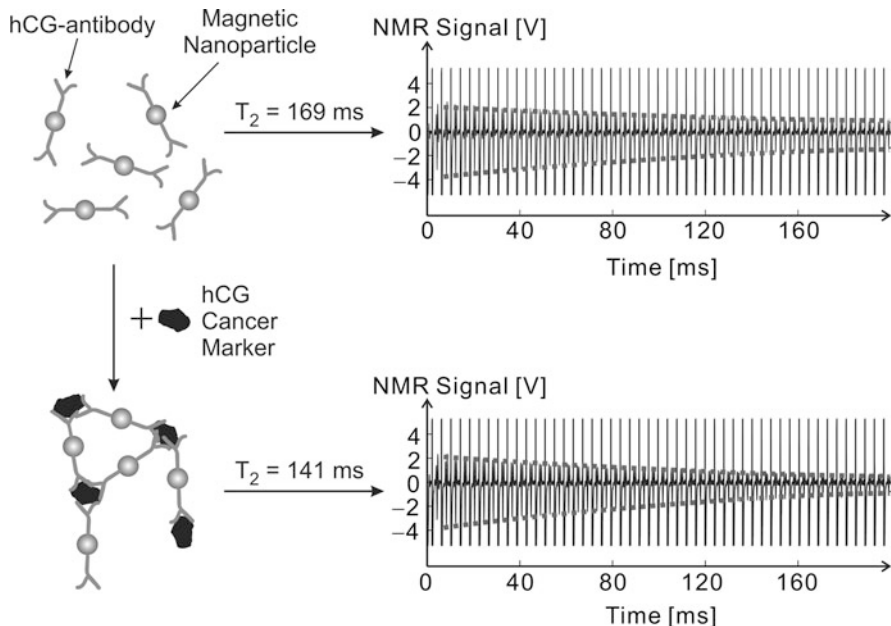 hCG-antibody
Magnetic
Nanoparticle
T2 = 169 ms
NMR Signal [V]
4
2
0
−2
−4
0 40 80 120 160
Time [ms]
+ hCG
Cancer
Marker
T2 = 141 ms
NMR Signal [V]
4
2
0
−2
−4
0 40 80 120 160
Time [ms]